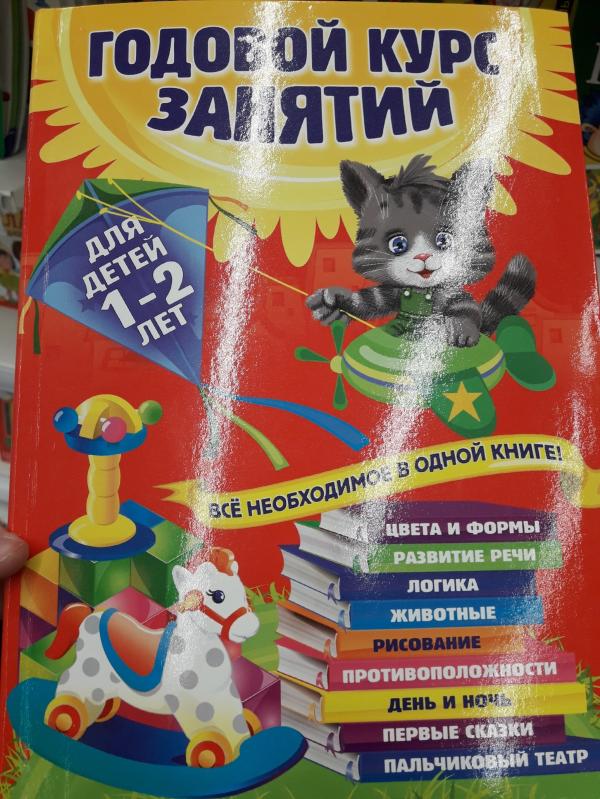 ГОДОВОЙ КУРС
ЗАНЯТИЙ
ДЛЯ
ДЕТЕЙ
1-2
ЛЕТ
ВСЁ НЕОБХОДИМОЕ В ОДНОЙ КНИГЕ!
ЦВЕТА И ФОРМЫ
РАЗВИТИЕ РЕЧИ
ЛОГИКА
ЖИВОТНЫЕ
РИСОВАНИЕ
ПРОТИВОПОЛОЖНОСТИ
ДЕНЬ И НОЧЬ
ПЕРВЫЕ СКАЗКИ
ПАЛЬЧИКОВЫЙ ТЕАТР